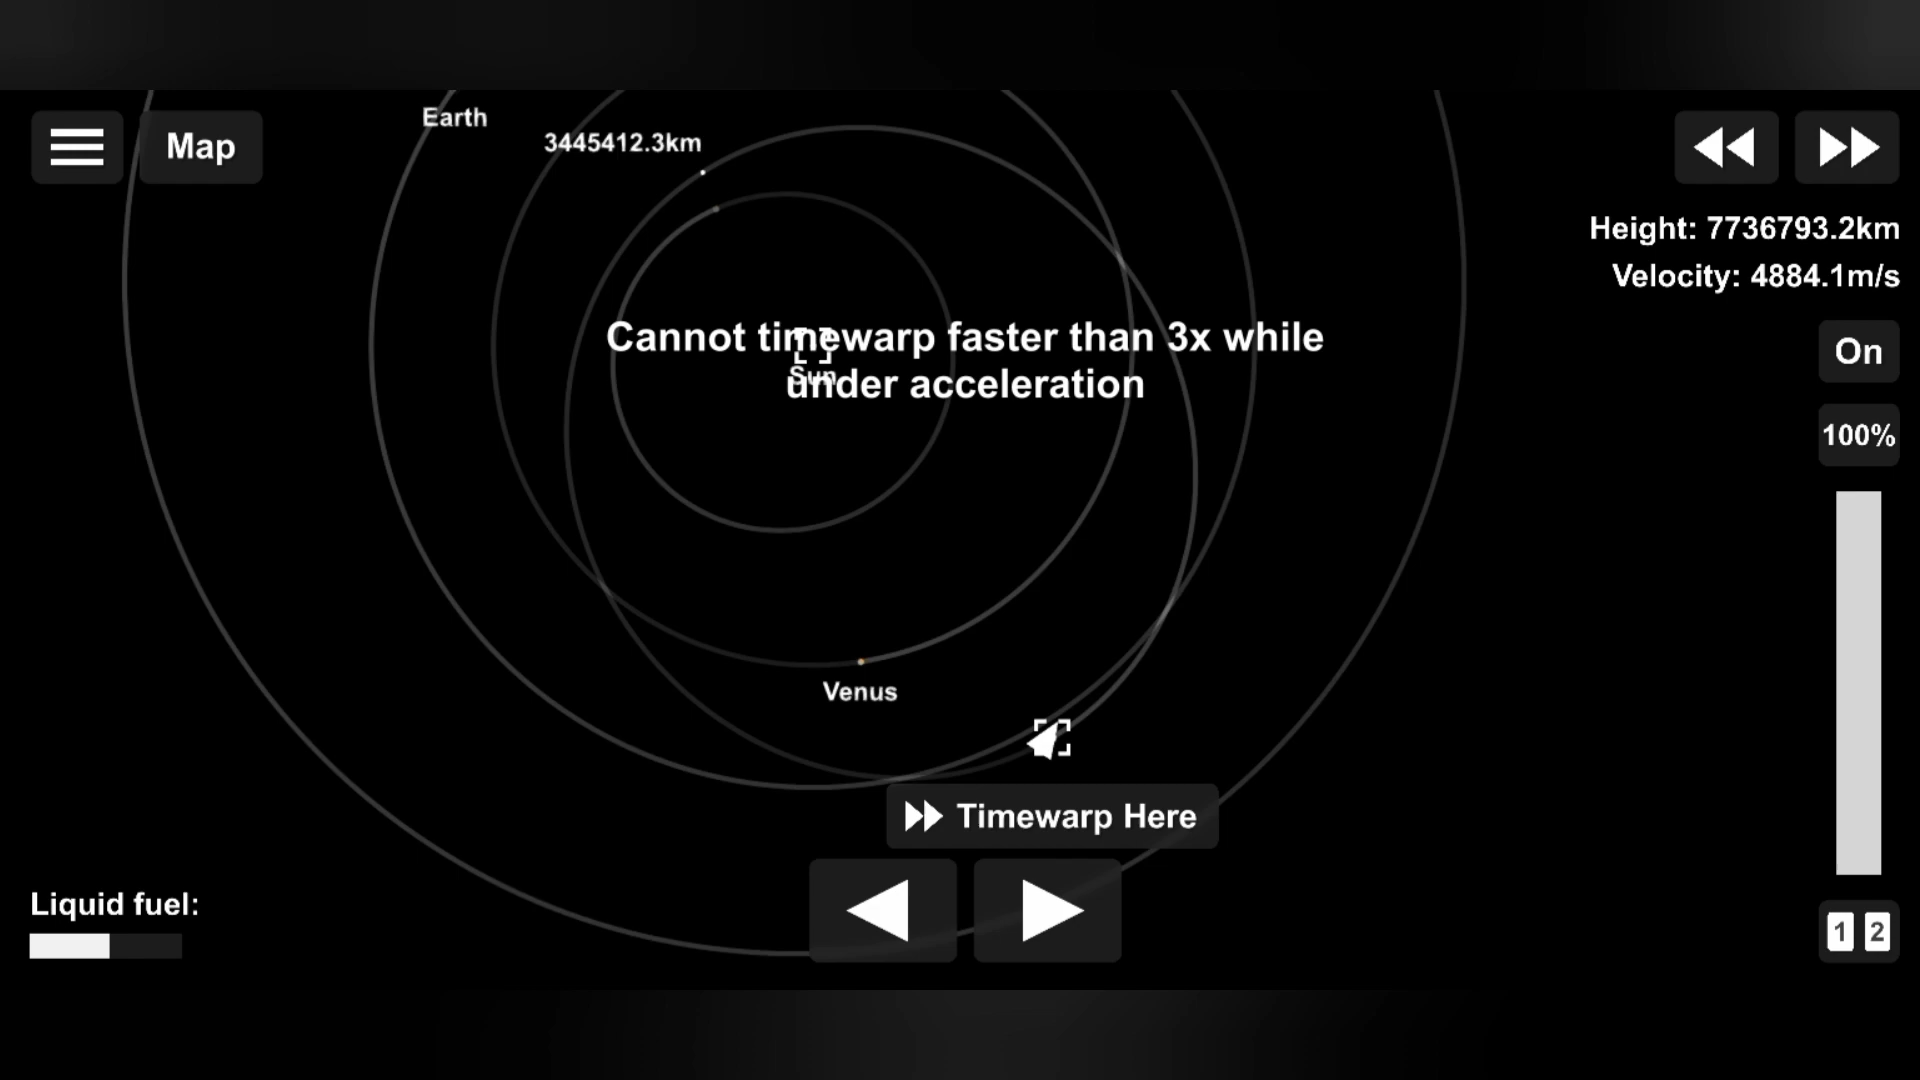 Map
Earth
3445412.3km
Height: 7736793.2km
Velocity: 4884.1m/s
Cannot timewarp faster than 3x while
under acceleration
Sun
On
100%
Venus
Timewarp Here
Liquid fuel:
1 2